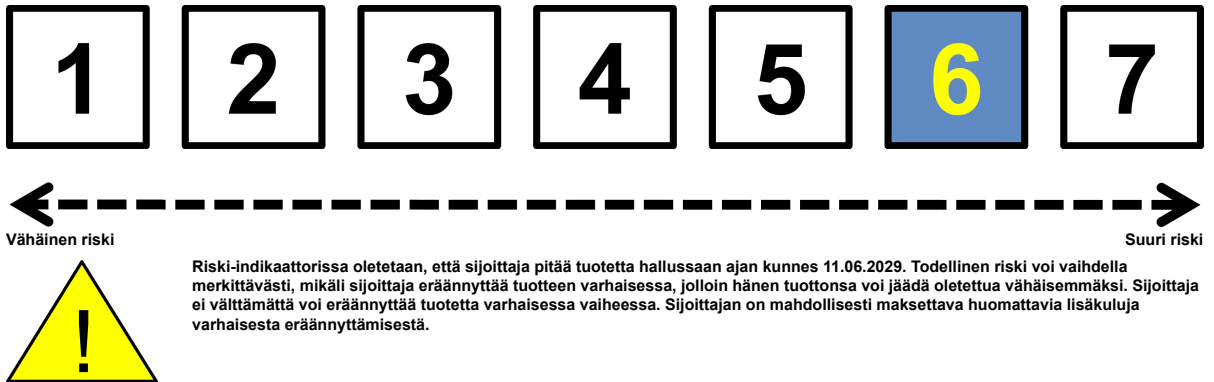 1 2 3 4 5 6 7
Vähäinen riski Suuri riski
Riski-indikaattorissa oletetaan, että sijoittaja pitää tuotetta hallussaan ajan kunnes 11.06.2029. Todellinen riski voi vaihdella
merkittävästi, mikäli sijoittaja eräännyttää tuotteen varhaisessa, jolloin hänen tuottonsa voi jäädä oletettua vähäisemmäksi. Sijoittaja
ei välttämättä voi eräännyttää tuotetta varhaisessa vaiheessa. Sijoittajan on mahdollisesti maksettava huomattavia lisäkuluja
varhaisesta eräännyttämisestä.
!